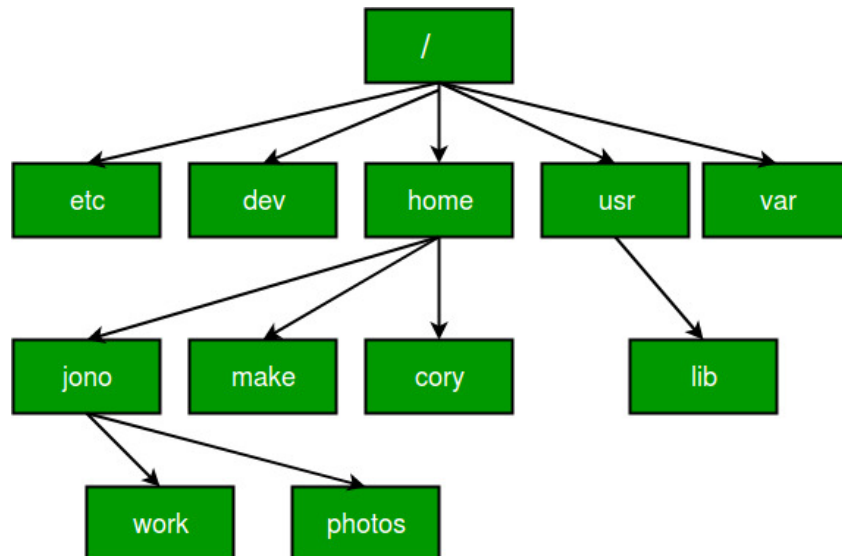 /
etc dev home usr var
jono make cory lib
work photos